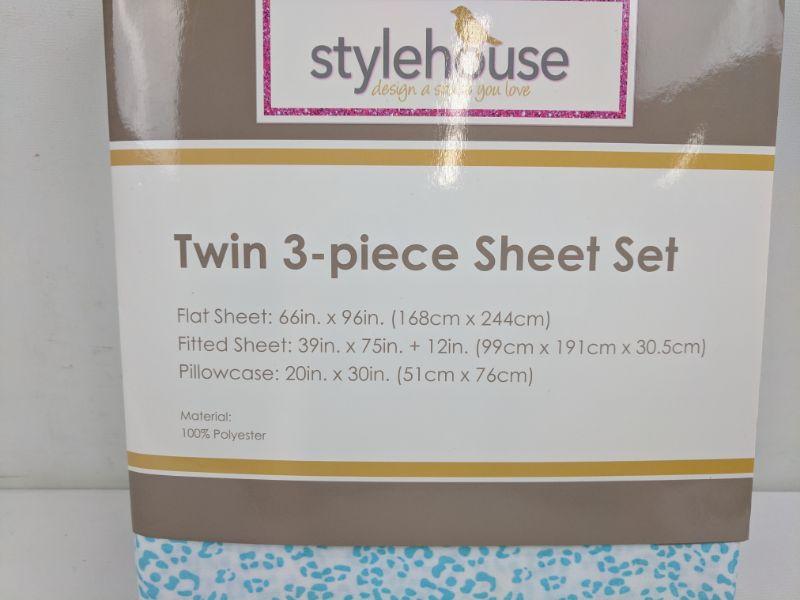 stylehouse
design a space you love
Twin 3-piece Sheet Set
Flat Sheet: 66in. x 96in. (168cm x 244cm)
Fitted Sheet: 39in. x 75in. + 12in. (99cm x 191cm x 30.5cm)
Pillowcase: 20in. x 30in. (51cm x 76cm)
Material:
100% Polyester